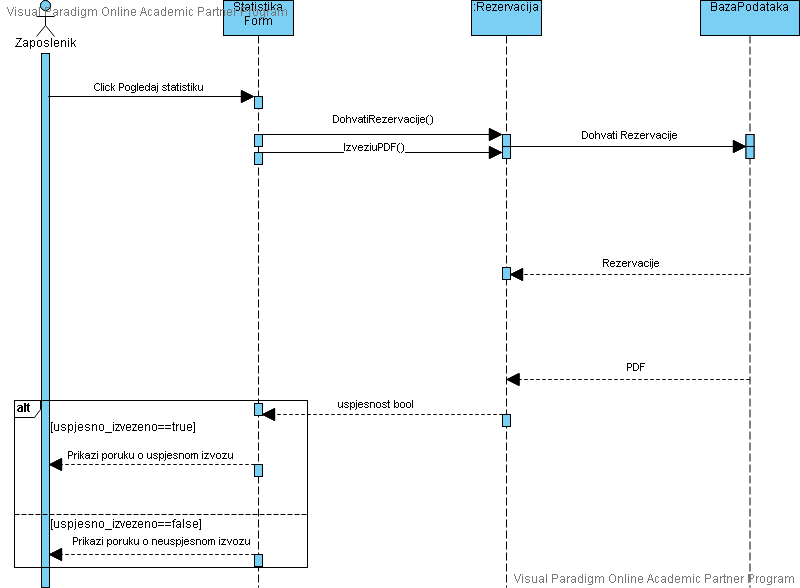 Visual Paradigm Online Academic Partner Program
Statistika
Form
:Rezervacija
BazaPodataka
Zaposlenik
Click Pogledaj statistiku
DohvatiRezervacije()
Dohvati Rezervacije
IzveziuPDF()
Rezervacije
PDF
uspjesnost bool
alt
[uspjesno_izvezeno==true]
Prikazi poruku o uspjesnom izvozu
[uspjesno_izvezeno==false]
Prikazi poruku o neuspjesnom izvozu
Visual Paradigm Online Academic Partner Program